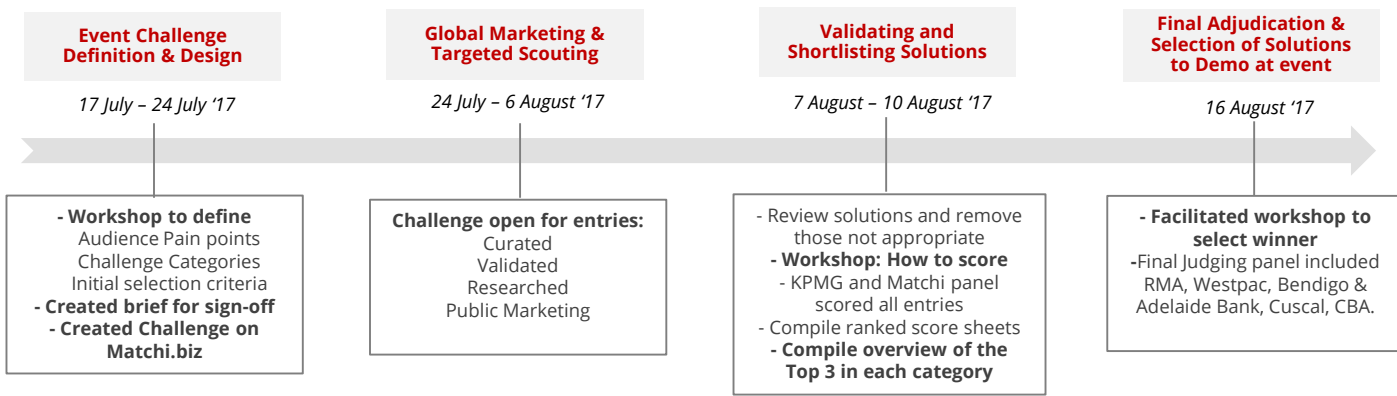 Event Challenge
Definition & Design
17 July – 24 July ‘17
- Workshop to define
Audience Pain points
Challenge Categories
Initial selection criteria
- Created brief for sign-off
- Created Challenge on
Matchi.biz
Global Marketing &
Targeted Scouting
24 July – 6 August ‘17
Challenge open for entries:
Curated
Validated
Researched
Public Marketing
Validating and
Shortlisting Solutions
7 August – 10 August ‘17
- Review solutions and remove
those not appropriate
- Workshop: How to score
- KPMG and Matchi panel
scored all entries
- Compile ranked score sheets
- Compile overview of the
Top 3 in each category
Final Adjudication &
Selection of Solutions
to Demo at event
16 August ‘17
- Facilitated workshop to
select winner
-Final Judging panel included
RMA, Westpac, Bendigo &
Adelaide Bank, Cuscal, CBA.